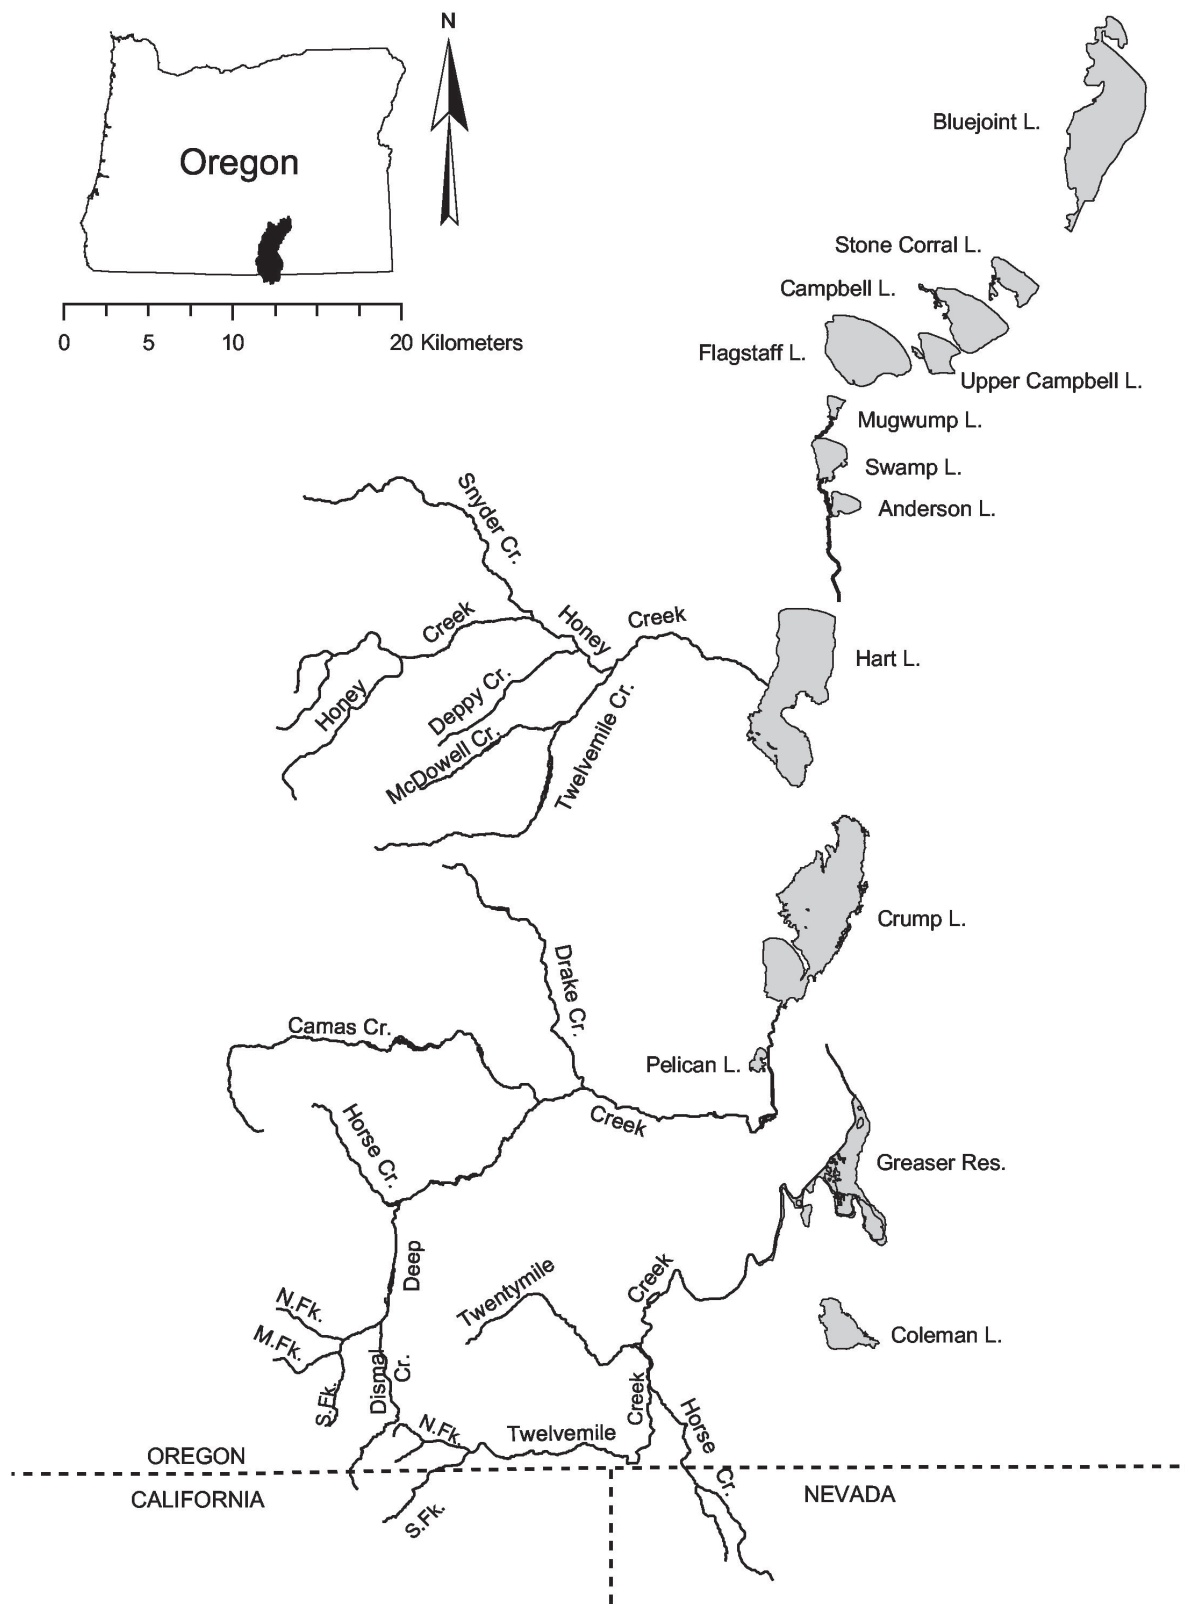 N
Oregon
0 5 10 20 Kilometers
Bluejoint L.
Stone Corral L.
Campbell L.
Flagstaff L.
Upper Campbell L.
Mugwump L.
Swamp L.
Anderson L.
Snyder Cr.
Honey
Creek
Creek
Honey
Hart L.
Deppy Cr.
McDowell Cr.
Twelvemile Cr.
Crump L.
Drake Cr.
Camas Cr.
Pelican L.
Creek
Horse Cr.
Greaser Res.
Deep
Twentymile
Creek
N.Fk.
M.Fk.
S.Fk.
Dismal
Cr.
Coleman L.
Creek
Horse
Cr.
N.Fk.
Twelvemile
OREGON
CALIFORNIA
NEVADA
S.Fk.